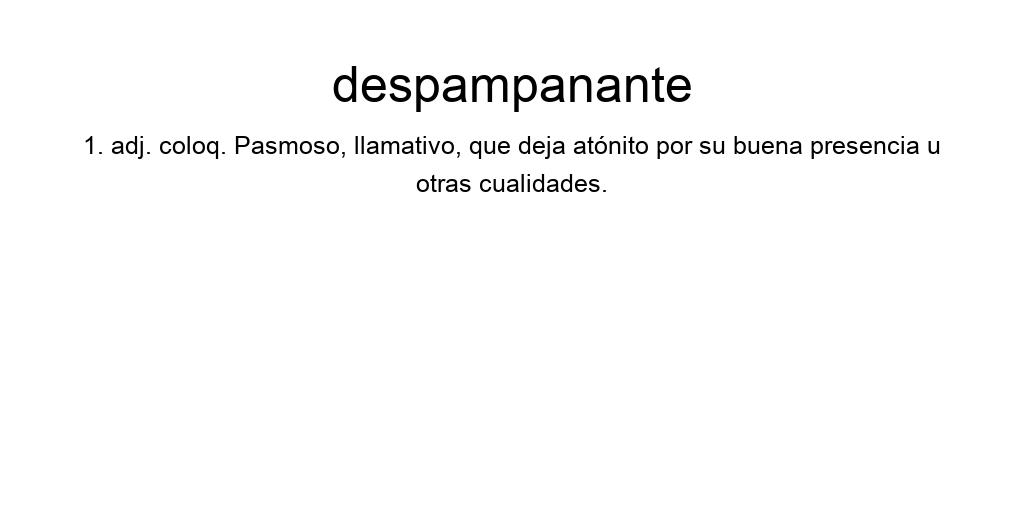 despampanante
1. adj. coloq. Pasmoso, llamativo, que deja atónito por su buena presencia u
otras cualidades.